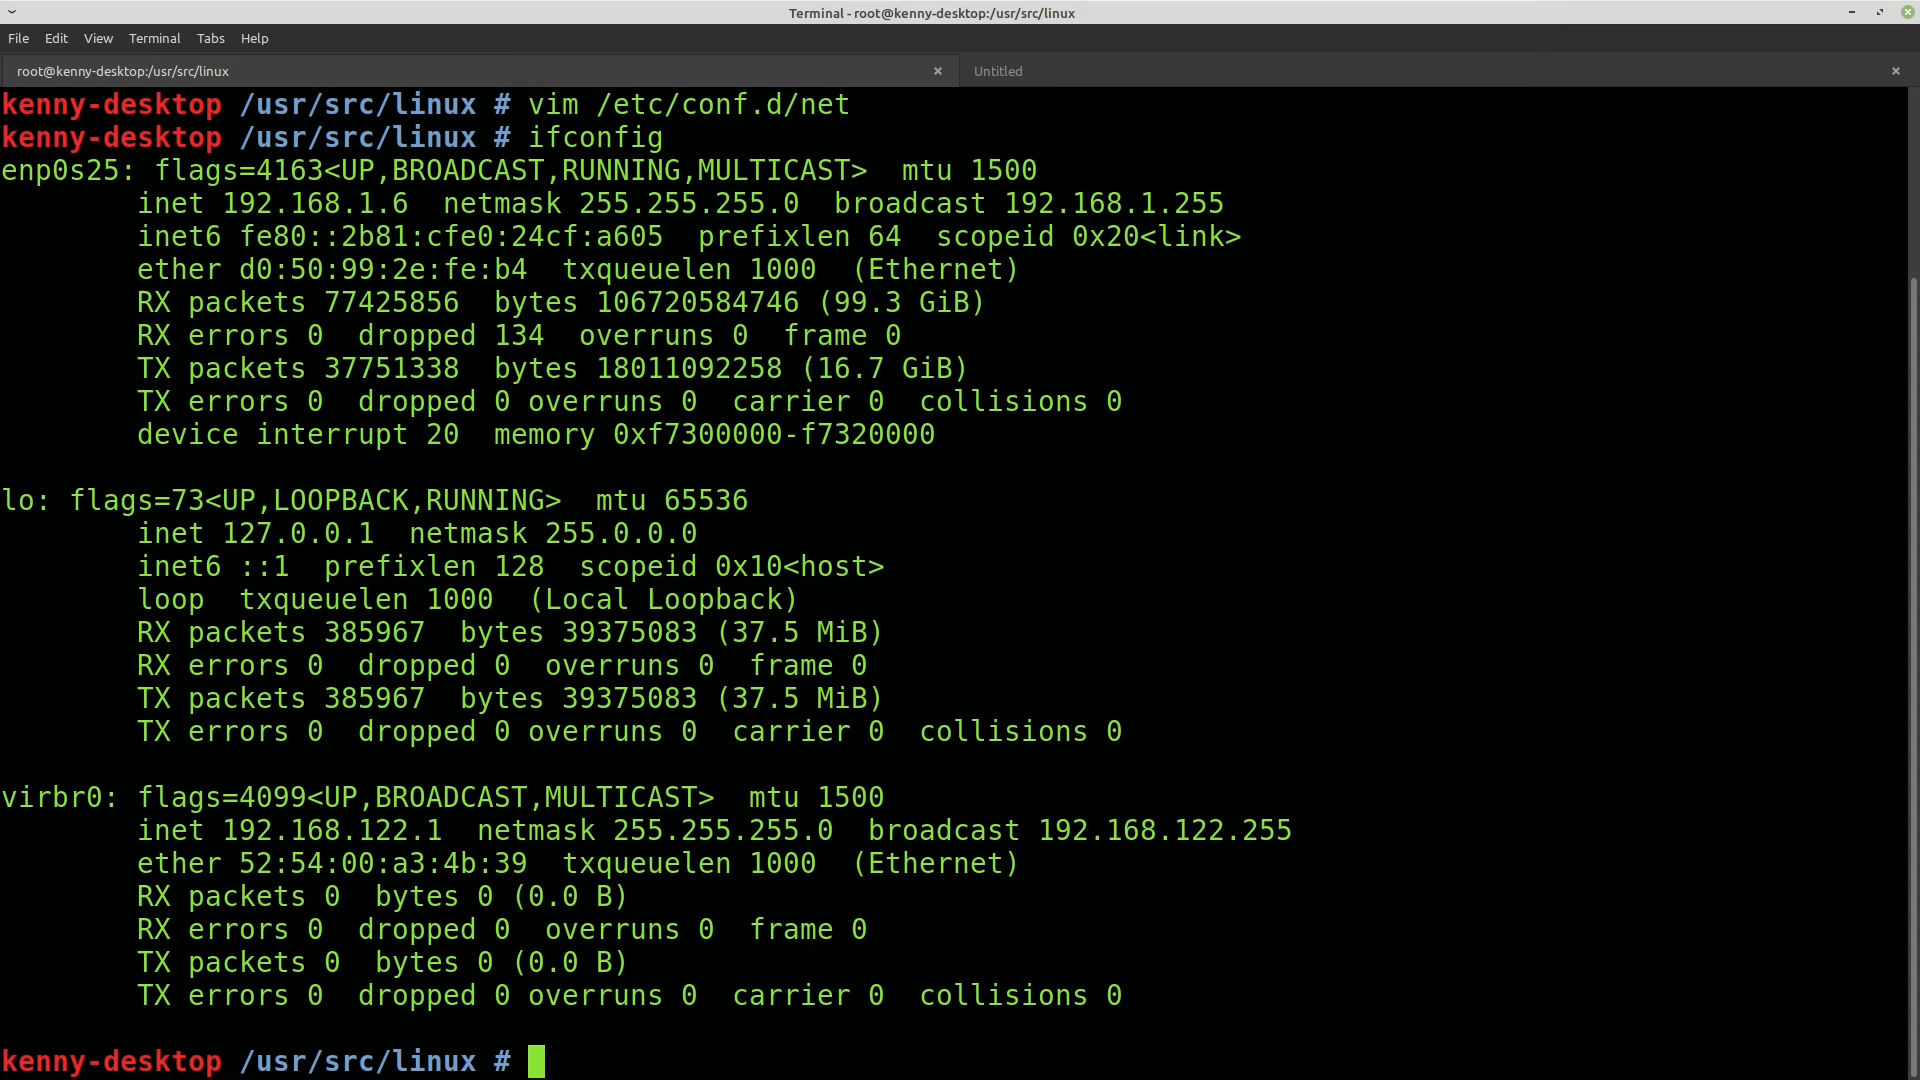 Terminal - root@kenny-desktop:/usr/src/linux
File Edit View Terminal Tabs Help
root@kenny-desktop:/usr/src/linux × Untitled ×
kenny-desktop /usr/src/linux # vim /etc/conf.d/net
kenny-desktop /usr/src/linux # ifconfig
enp0s25: flags=4163<UP,BROADCAST,RUNNING,MULTICAST>  mtu 1500
        inet 192.168.1.6  netmask 255.255.255.0  broadcast 192.168.1.255
        inet6 fe80::2b81:cfe0:24cf:a605  prefixlen 64  scopeid 0x20<link>
        ether d0:50:99:2e:fe:b4  txqueuelen 1000  (Ethernet)
        RX packets 77425856  bytes 106720584746 (99.3 GiB)
        RX errors 0  dropped 134  overruns 0  frame 0
        TX packets 37751338  bytes 18011092258 (16.7 GiB)
        TX errors 0  dropped 0 overruns 0  carrier 0  collisions 0
        device interrupt 20  memory 0xf7300000-f7320000

lo: flags=73<UP,LOOPBACK,RUNNING>  mtu 65536
        inet 127.0.0.1  netmask 255.0.0.0
        inet6 ::1  prefixlen 128  scopeid 0x10<host>
        loop  txqueuelen 1000  (Local Loopback)
        RX packets 385967  bytes 39375083 (37.5 MiB)
        RX errors 0  dropped 0  overruns 0  frame 0
        TX packets 385967  bytes 39375083 (37.5 MiB)
        TX errors 0  dropped 0 overruns 0  carrier 0  collisions 0

virbr0: flags=4099<UP,BROADCAST,MULTICAST>  mtu 1500
        inet 192.168.122.1  netmask 255.255.255.0  broadcast 192.168.122.255
        ether 52:54:00:a3:4b:39  txqueuelen 1000  (Ethernet)
        RX packets 0  bytes 0 (0.0 B)
        RX errors 0  dropped 0  overruns 0  frame 0
        TX packets 0  bytes 0 (0.0 B)
        TX errors 0  dropped 0 overruns 0  carrier 0  collisions 0

kenny-desktop /usr/src/linux #